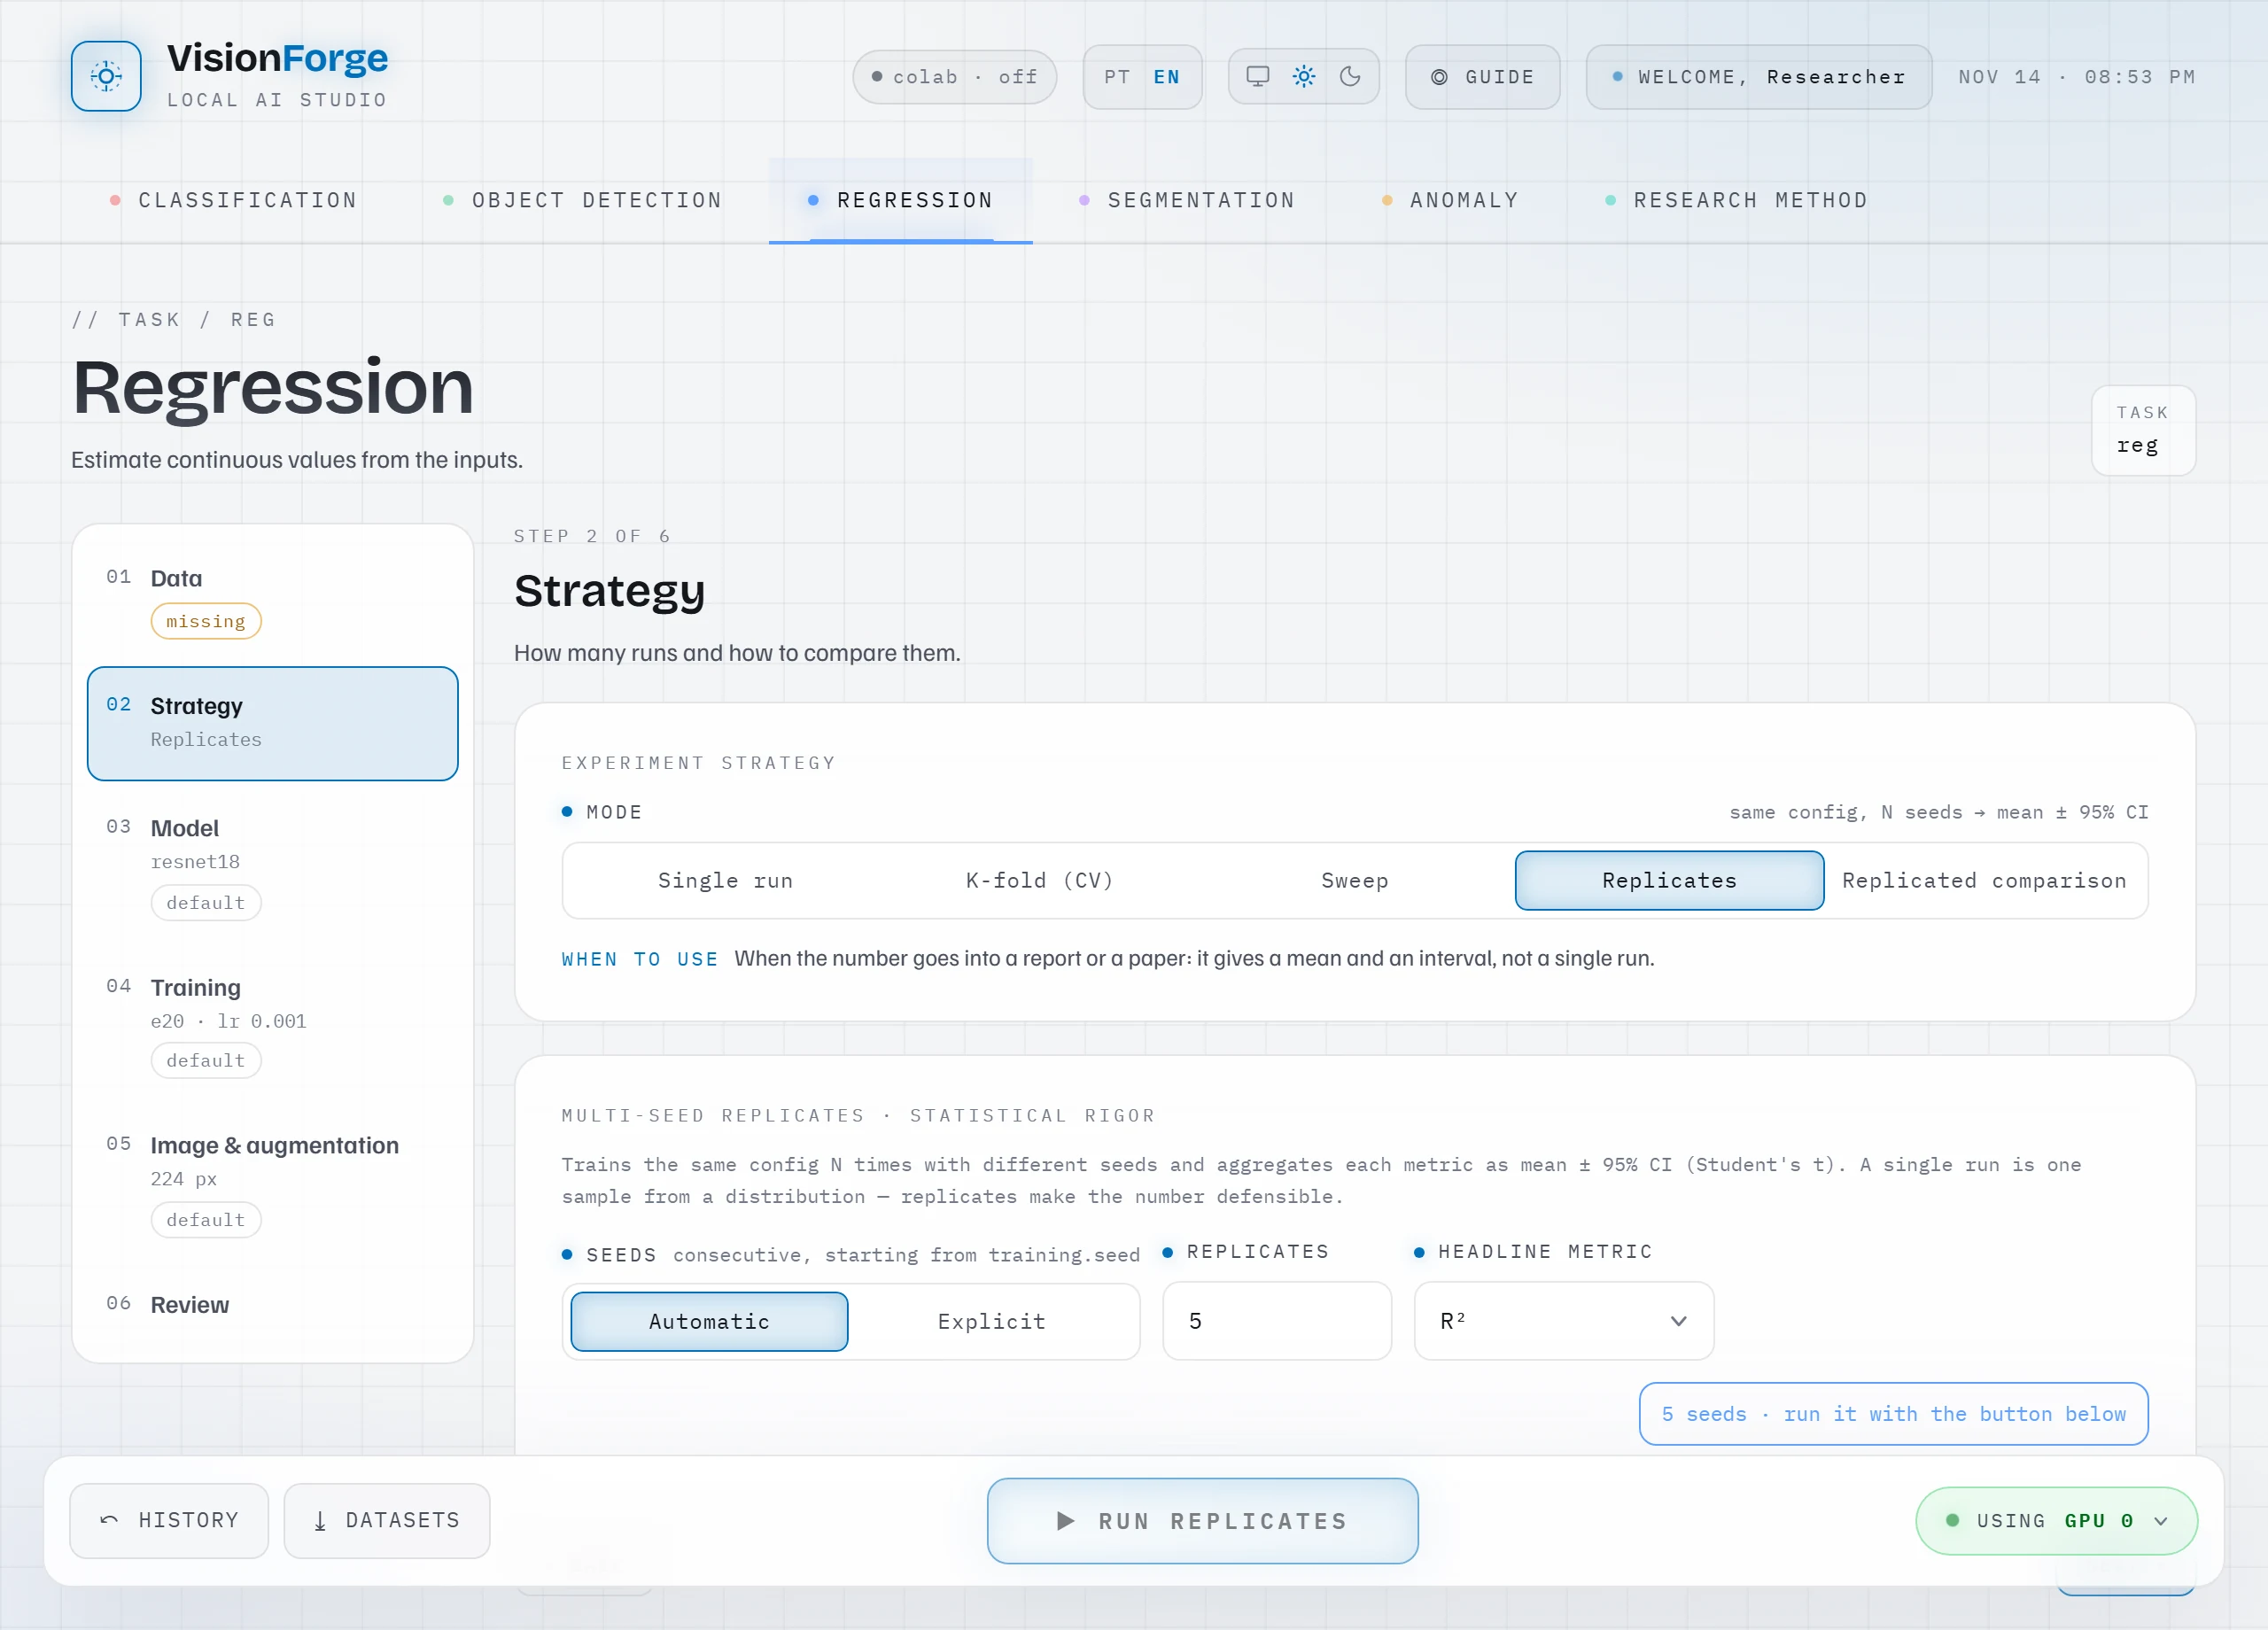 VisionForge
LOCAL AI STUDIO
colab · off
PT EN
GUIDE
WELCOME, Researcher
NOV 14 · 08:53 PM
CLASSIFICATION
OBJECT DETECTION
REGRESSION
SEGMENTATION
ANOMALY
RESEARCH METHOD
// TASK / REG
Regression
Estimate continuous values from the inputs.
TASK
reg
01 Data
missing
02 Strategy
Replicates
03 Model
resnet18
default
04 Training
e20 · lr 0.001
default
05 Image & augmentation
224 px
default
06 Review
STEP 2 OF 6
Strategy
How many runs and how to compare them.
EXPERIMENT STRATEGY
MODE
same config, N seeds → mean ± 95% CI
Single run
K-fold (CV)
Sweep
Replicates
Replicated comparison
WHEN TO USE When the number goes into a report or a paper: it gives a mean and an interval, not a single run.
MULTI-SEED REPLICATES · STATISTICAL RIGOR
Trains the same config N times with different seeds and aggregates each metric as mean ± 95% CI (Student's t). A single run is one
sample from a distribution — replicates make the number defensible.
SEEDS consecutive, starting from training.seed
Automatic
Explicit
REPLICATES
5
HEADLINE METRIC
R²
5 seeds · run it with the button below
HISTORY
DATASETS
RUN REPLICATES
USING GPU 0